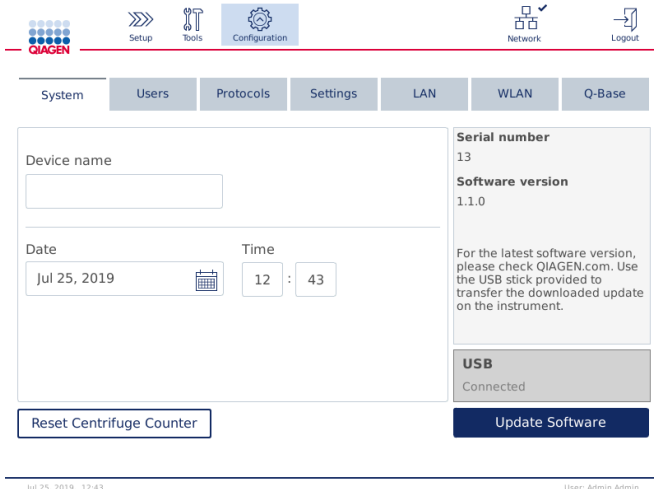 QIAGEN
Setup
Tools
Configuration
Network
Logout
System
Users
Protocols
Settings
LAN
WLAN
Q-Base
Device name
Date
Time
Jul 25, 2019
12 : 43
Serial number
13
Software version
1.1.0
For the latest software version,
please check QIAGEN.com. Use
the USB stick provided to
transfer the downloaded update
on the instrument.
USB
Connected
Reset Centrifuge Counter
Update Software
Jul 25, 2019 12:43
User: Admin Admin